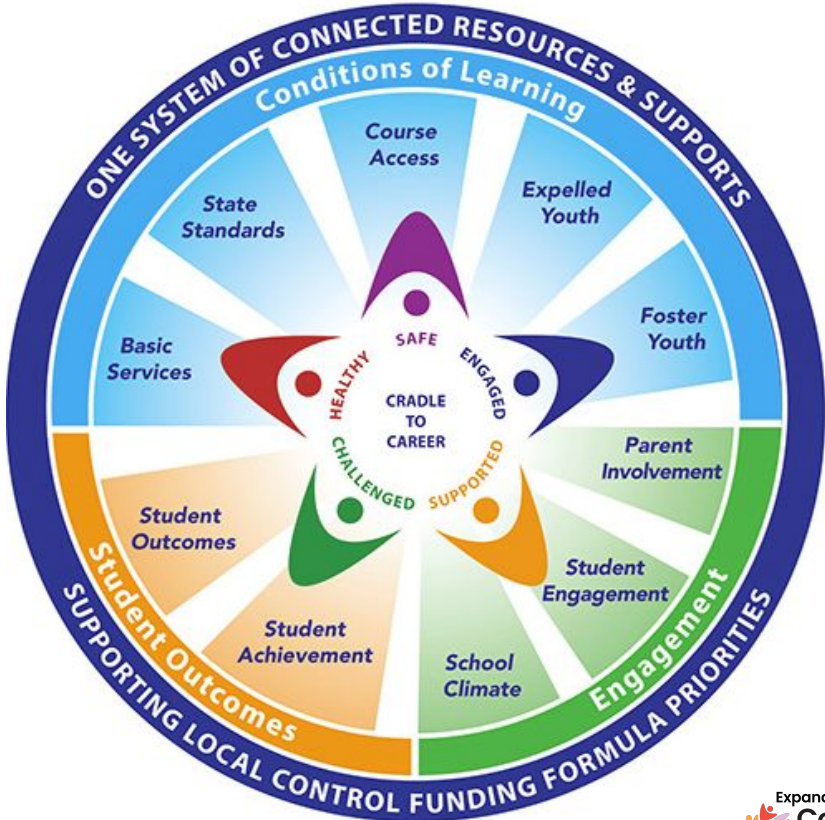 ONE SYSTEM OF CONNECTED RESOURCES & SUPPORTS
Conditions of Learning
Course
Access
State
Standards
Expelled
Youth
Basic
Services
Foster
Youth
SAFE
HEALTHY
ENGAGED
CRADLE
TO
CAREER
CHALLENGED
SUPPORTED
Parent
Involvement
Student
Outcomes
Student
Engagement
Student
Achievement
School
Climate
Student Outcomes
Engagement
SUPPORTING LOCAL CONTROL FUNDING FORMULA PRIORITIES